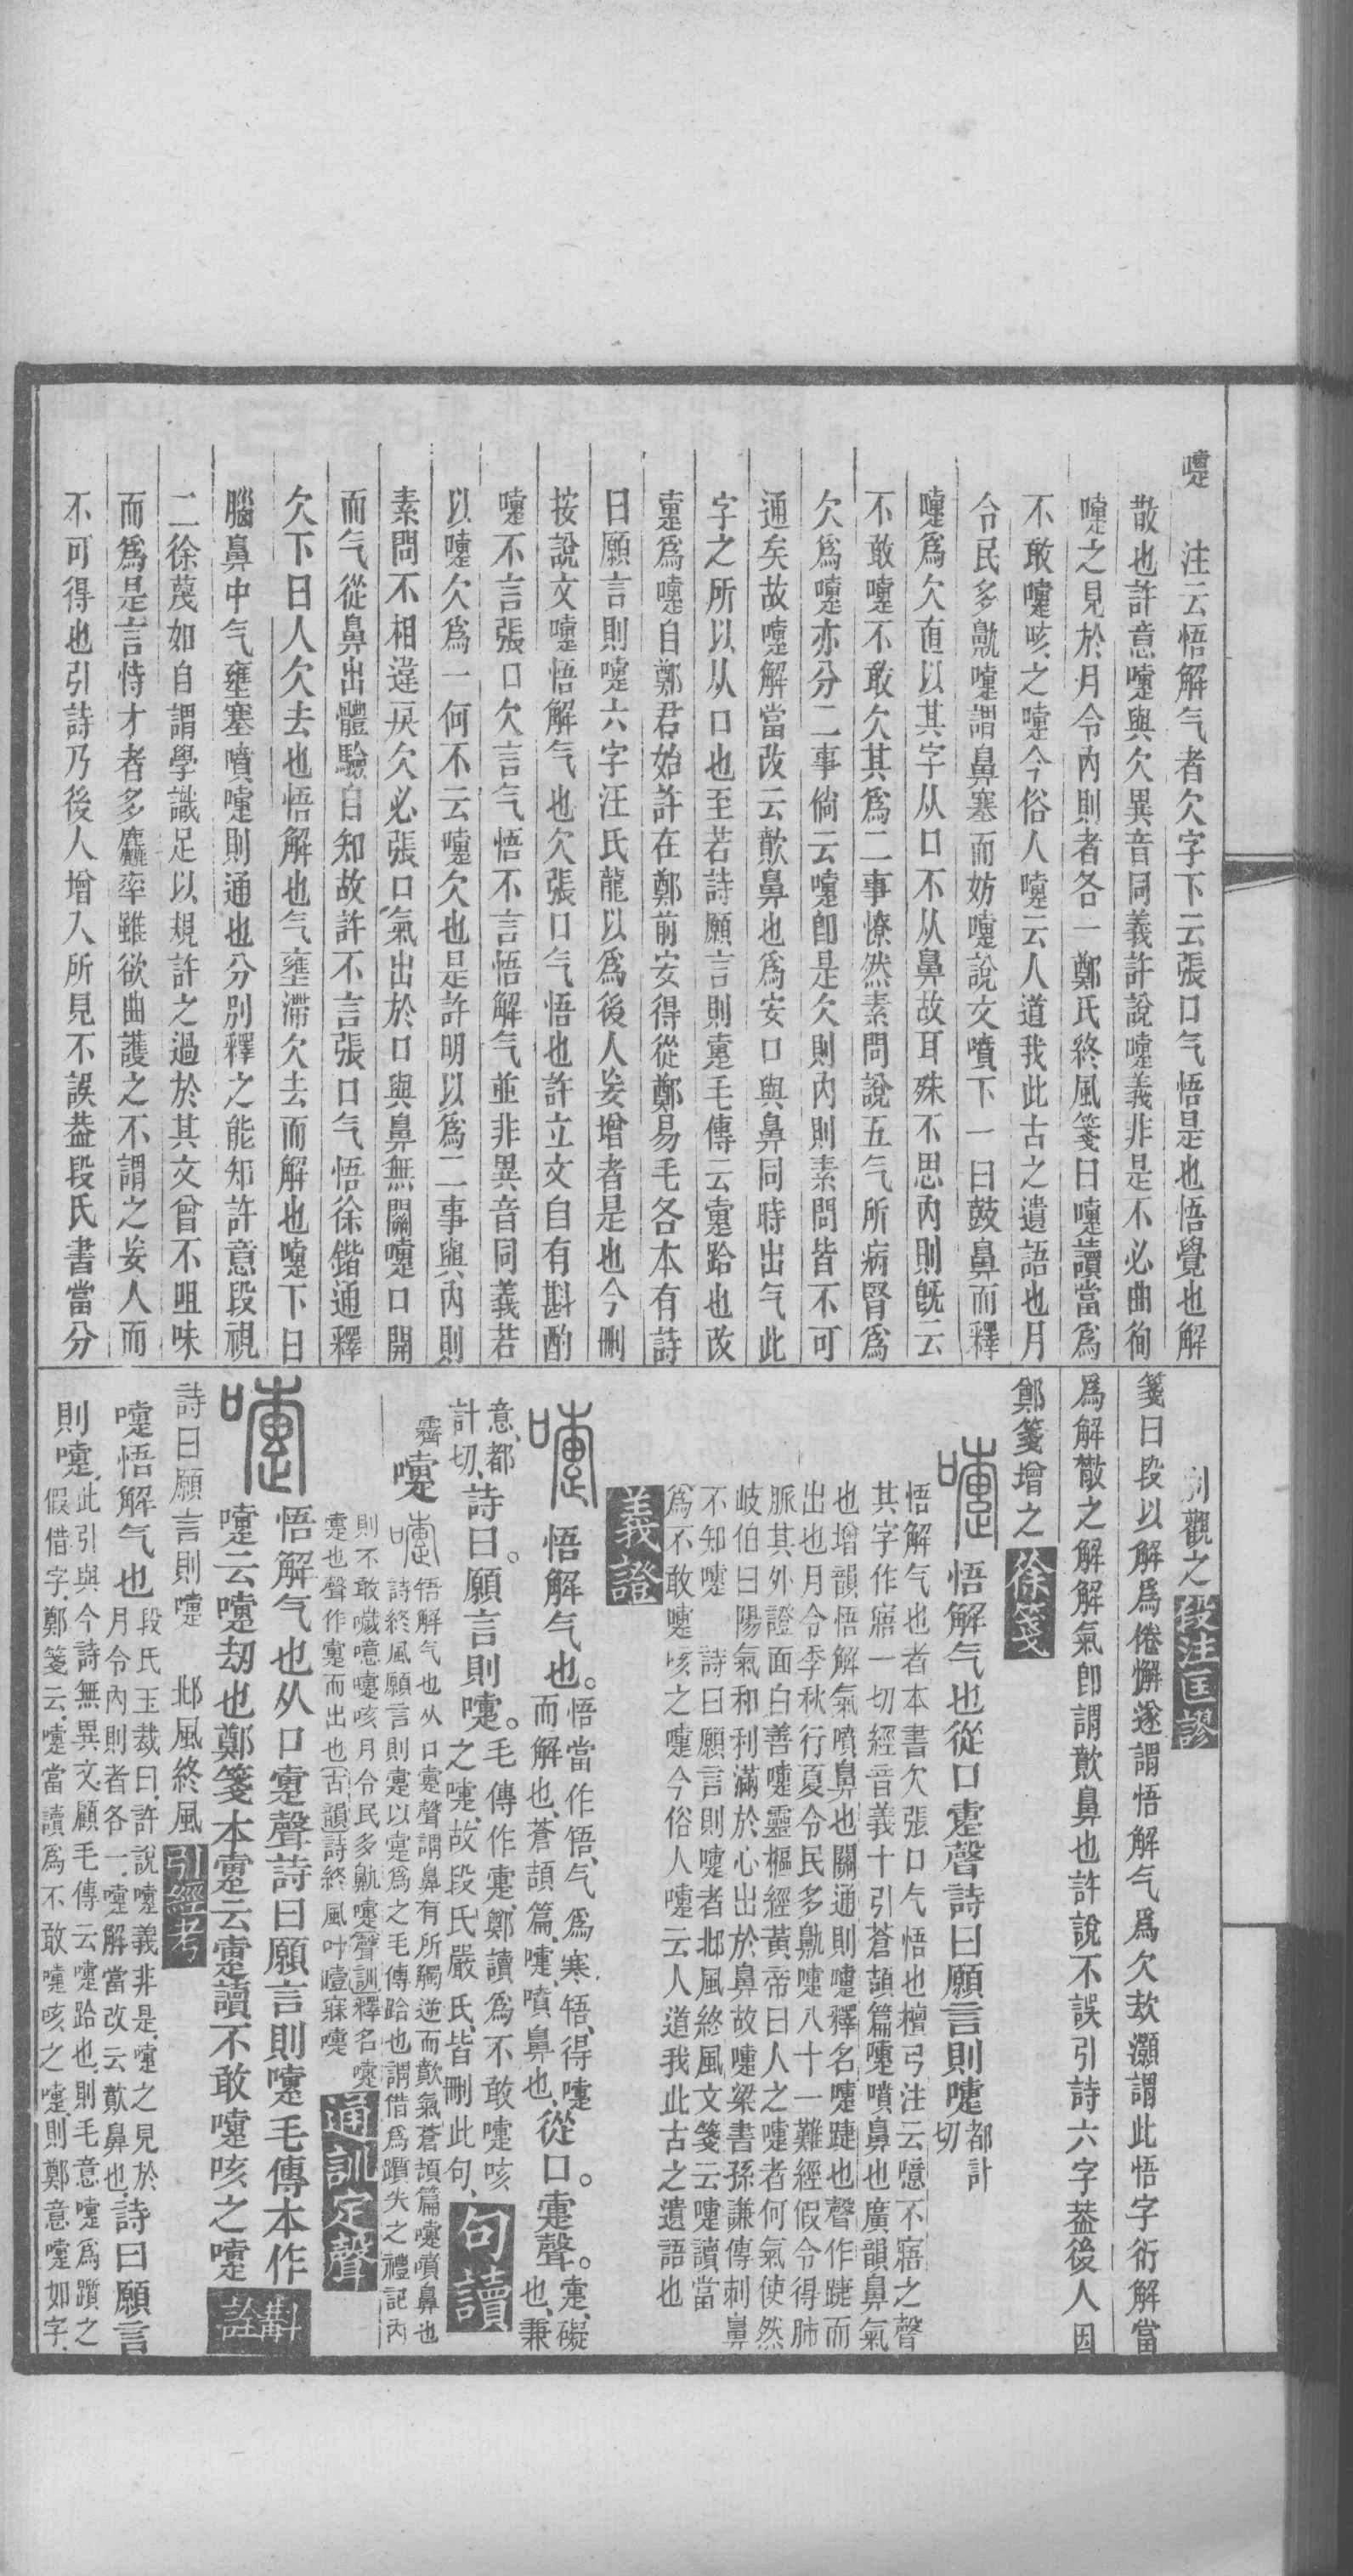 嚏　注云悟解气者欠字下云張口气悟是也悟覺也解
散也許意嚏與欠異音同義許說嚏義非是不必曲徇
嚏之見於月令內則者各一鄭氏終風箋曰嚏讀當爲
不敢嚏咳之嚏今俗人嚏云人道我此古之遺語也月
令民多鼽嚏謂鼻塞而妨嚏說文噴下一曰鼓鼻而釋
嚏爲欠直以其字从口不从鼻故耳殊不思內則旣云
不敢嚏不敢欠其爲二事憭然素問說五气所病腎爲
欠爲嚏亦分二事倘云嚏卽是欠則內則素問皆不可
通矣故嚏解當改云歕鼻也爲安口與鼻同時出气此
字之所以从口也至若詩願言則疐毛傳云疐跲也改
疐爲嚏自鄭君始許在鄭前安得從鄭易毛各本有詩
曰願言則嚏六字汪氏龍以爲後人妄增者是也今刪
按說文嚏悟解气也欠張口气悟也許立文自有斟酌
嚏不言張口欠言气悟不言悟解气並非異音同義若
以嚏欠爲一何不云嚏欠也是許明以爲二事與內則
素問不相違戾欠必張口氣出於口與鼻無關嚏口開
而气從鼻出體驗自知故許不言張口气悟徐鍇通釋
欠下曰人欠去也悟解也气壅滯欠去而解也嚏下曰
腦鼻中气壅塞噴嚏則通也分別釋之能知許意段視
二徐蔑如自謂學識足以規許之過於其文曾不咀味
而爲是言恃才者多麤率雖欲曲護之不謂之妄人而
不可得也引詩乃後人增入所見不誤葢段氏書當分
別觀之段注匡謬
箋曰段以解爲倦懈遂謂悟解气爲欠欬灝謂此悟字衍解當
爲解散之解解氣卽謂歕鼻也許說不誤引詩六字葢後人因
鄭箋增之徐箋
嚏悟解气也從口疐聲詩曰願言則嚏都計切
悟解气也者本書欠張口气悟也檀弓注云噫不寤之聲
其字作寤一切經音義十引蒼頡篇嚏噴鼻也廣韻鼻氣
也增韻悟解氣噴鼻也關通則嚏釋名嚏踕也聲作踕而
出也月令季秋行夏令民多鼽嚏八十一難經假令得肺
脈其外證面白善嚏靈樞經黃帝曰人之嚏者何氣使然
岐伯曰陽氣和利滿於心出於鼻故嚏梁書孫謙傳刺鼻
不知嚏　詩曰願言則嚏者邶風終風文箋云嚏讀當
爲不敢嚏咳之嚏今俗人嚏云人道我此古之遺語也
義證
嚏悟解气也。悟當作㖔、气爲寒㖔、得嚏而解也、蒼頡篇、嚏、噴鼻也、從口。疐聲。疐、礙也、兼
意、都計切、詩曰。願言則嚏。毛傳作疐、鄭讀爲不敢嚏咳之嚏、故段氏嚴氏、皆刪此句、句讀
嚏悟解气也从口疐聲謂鼻有所觸逆而歕氣蒼頡篇嚏噴鼻也
詩終風願言則疐以疐爲之毛傳跲也謂借爲躓失之禮記內
則不敢噦噫嚏咳月令民多鼽嚏聲訓釋名嚏
疐也聲作疐而出也古韻詩終風叶曀寐嚏通訓定聲
嚏悟解气也从口疐聲詩曰願言則嚏毛傳本作
嚏云嚏劫也鄭箋本疐云疐讀不敢嚏咳之嚏斠詮
詩曰願言則嚏　邶風終風引經考
嚏悟解气也段氏玉裁曰、許說嚏義非是、嚏之見於月令內則者各一、嚏解當改云歕鼻也、詩曰願言
則嚏、此引與今詩無異文、顧毛傳云嚏跲也、則毛意嚏爲躓之假借字、鄭箋云、嚏當讀爲不敢嚏咳之嚏、則鄭意嚏如字、